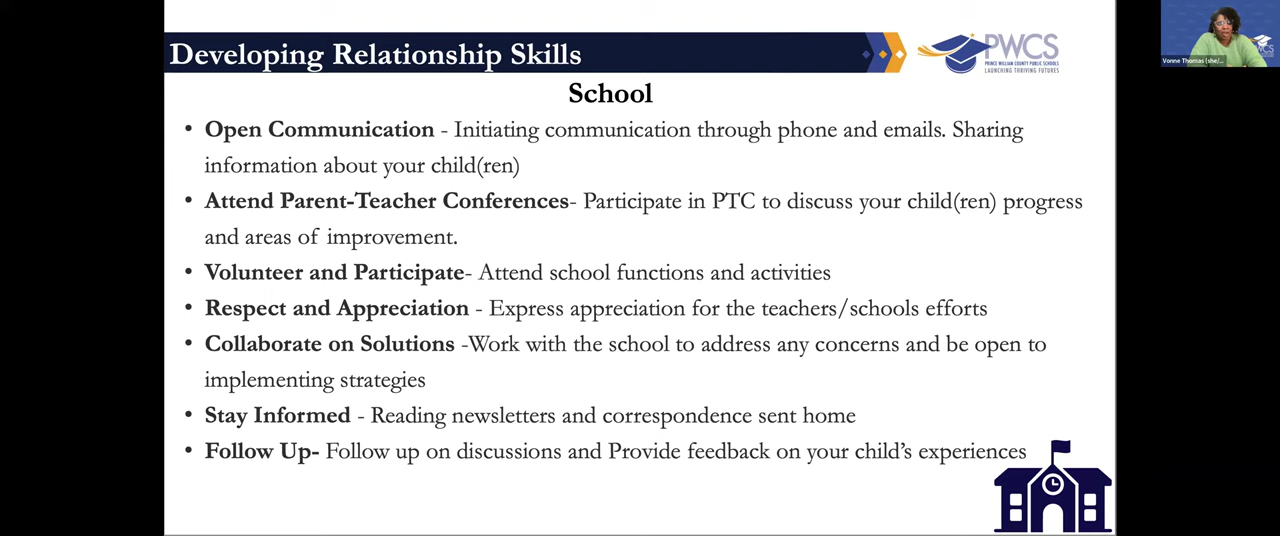 Developing Relationship Skills
PWCS
PRINCE WILLIAM COUNTY PUBLIC SCHOOLS
LAUNCHING THRIVING FUTURES
Vonne Thomas (she/...
School
• Open Communication - Initiating communication through phone and emails. Sharing
information about your child(ren)
• Attend Parent-Teacher Conferences- Participate in PTC to discuss your child(ren) progress
and areas of improvement.
• Volunteer and Participate- Attend school functions and activities
• Respect and Appreciation - Express appreciation for the teachers/schools efforts
• Collaborate on Solutions -Work with the school to address any concerns and be open to
implementing strategies
• Stay Informed - Reading newsletters and correspondence sent home
• Follow Up- Follow up on discussions and Provide feedback on your child's experiences